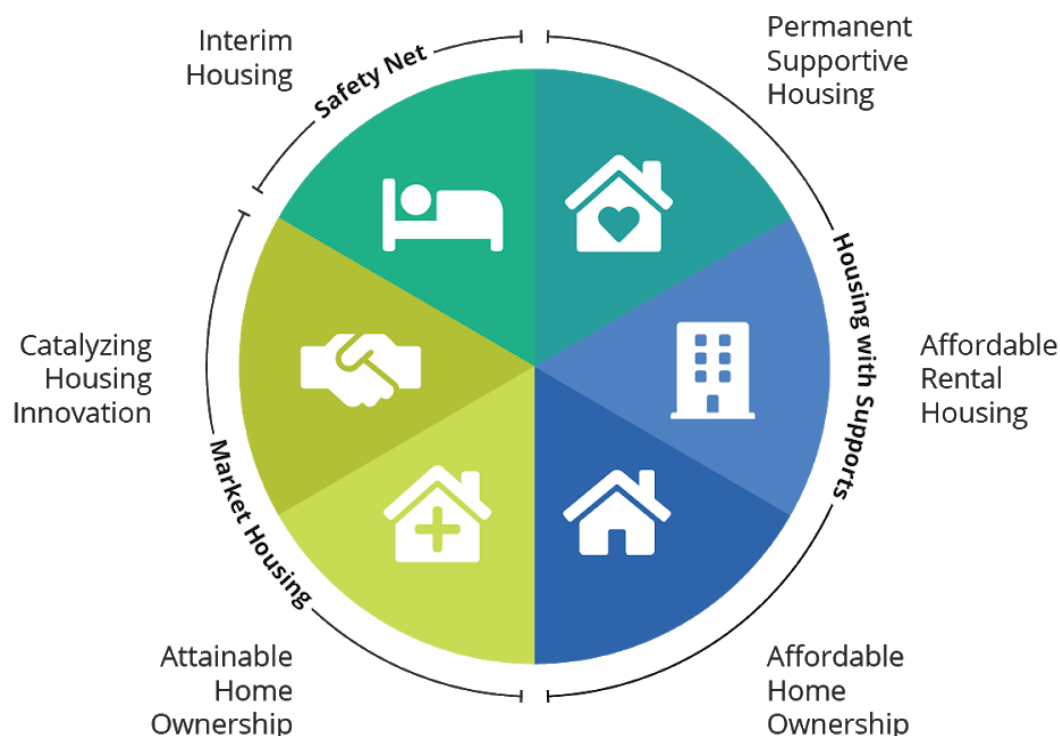 Interim
Housing
Safety Net
Permanent
Supportive
Housing
Housing with Supports
Affordable
Rental
Housing
Affordable
Home
Ownership
Attainable
Home
Ownership
Market Housing
Catalyzing
Housing
Innovation